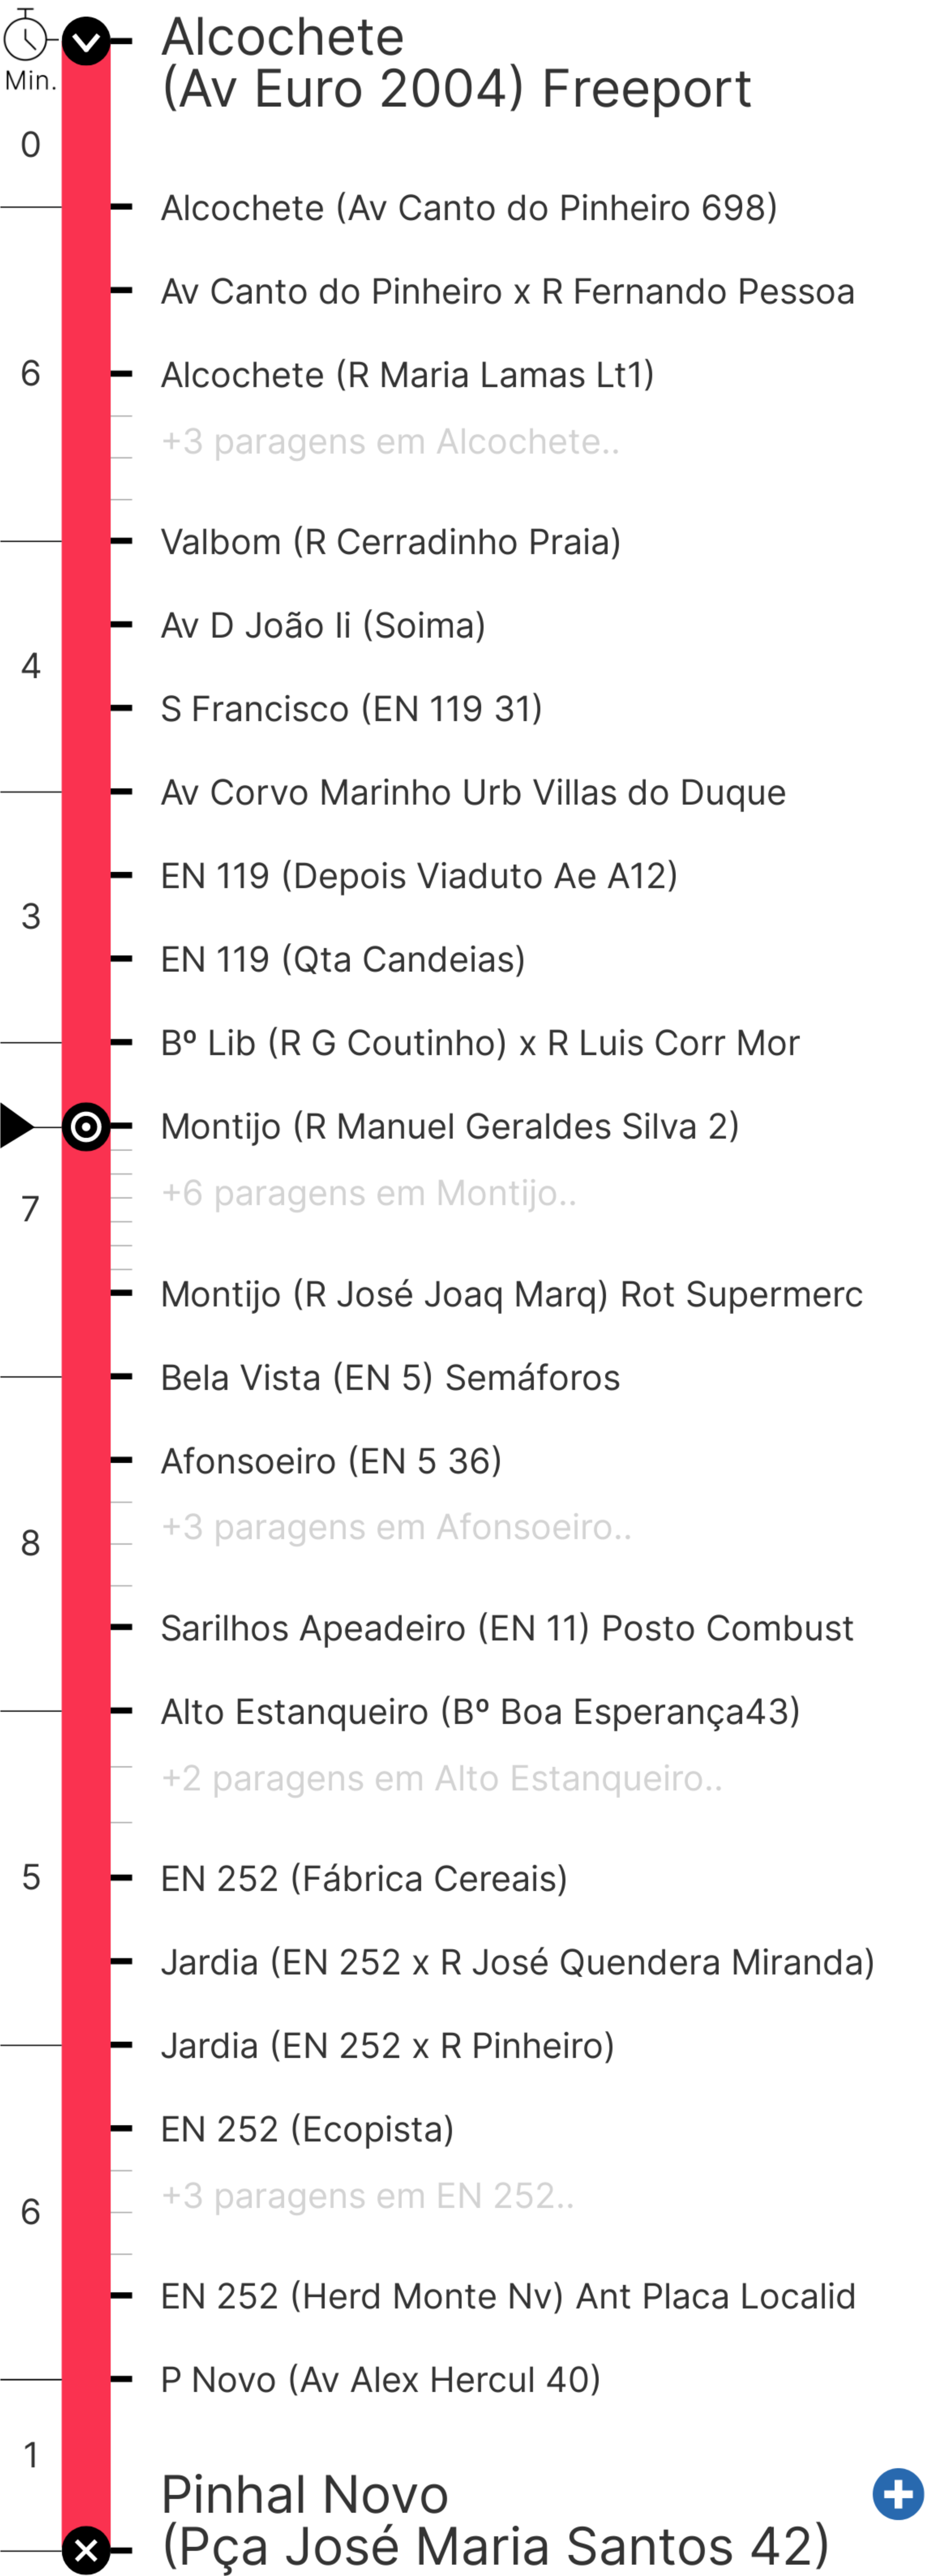 Alcochete
(Av Euro 2004) Freeport
Min.
0
Alcochete (Av Canto do Pinheiro 698)
Av Canto do Pinheiro x R Fernando Pessoa
6 Alcochete (R Maria Lamas Lt1)
+3 paragens em Alcochete..
Valbom (R Cerradinho Praia)
Av D João Ii (Soima)
4
S Francisco (EN 119 31)
Av Corvo Marinho Urb Villas do Duque
EN 119 (Depois Viaduto Ae A12)
3
EN 119 (Qta Candeias)
Bº Lib (R G Coutinho) x R Luis Corr Mor
Montijo (R Manuel Geraldes Silva 2)
+6 paragens em Montijo..
7
Montijo (R José Joaq Marq) Rot Supermerc
Bela Vista (EN 5) Semáforos
Afonsoeiro (EN 5 36)
+3 paragens em Afonsoeiro..
8
Sarilhos Apeadeiro (EN 11) Posto Combust
Alto Estanqueiro (Bº Boa Esperança43)
+2 paragens em Alto Estanqueiro..
5 EN 252 (Fábrica Cereais)
Jardia (EN 252 x R José Quendera Miranda)
Jardia (EN 252 x R Pinheiro)
EN 252 (Ecopista)
+3 paragens em EN 252..
6
EN 252 (Herd Monte Nv) Ant Placa Localid
P Novo (Av Alex Hercul 40)
1
Pinhal Novo
(Pça José Maria Santos 42)